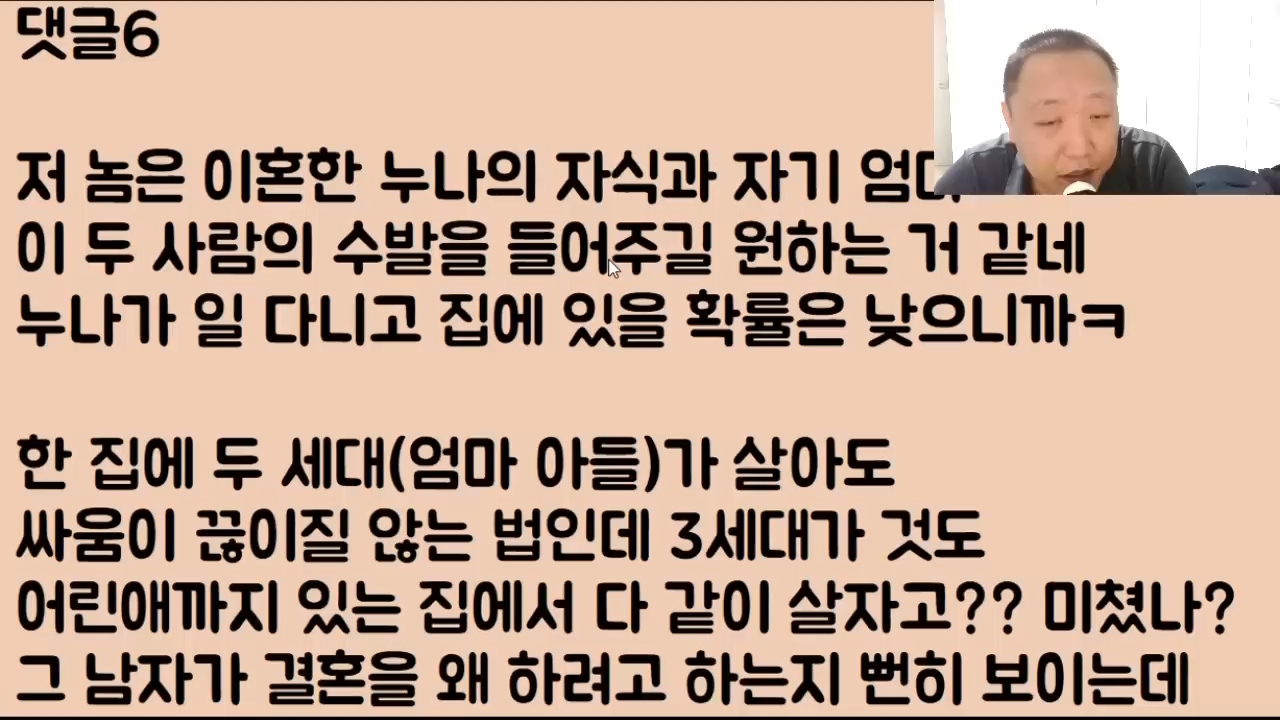 댓글6
저 놈은 이혼한 누나의 자식과 자기
이 두 사람의 수발을 들어주길 원하는 거 같네
누나가 일 다니고 집에 있을 확률은 낮으니까ㅋ
한 집에 두 세대(엄마 아들)가 살아도
싸움이 끊이질 않는 법인데 3세대가 것도
어린애까지 있는 집에서 다 같이 살자고?? 미쳤나?
그 남자가 결혼을 왜 하려고 하는지 뻔히 보이는데